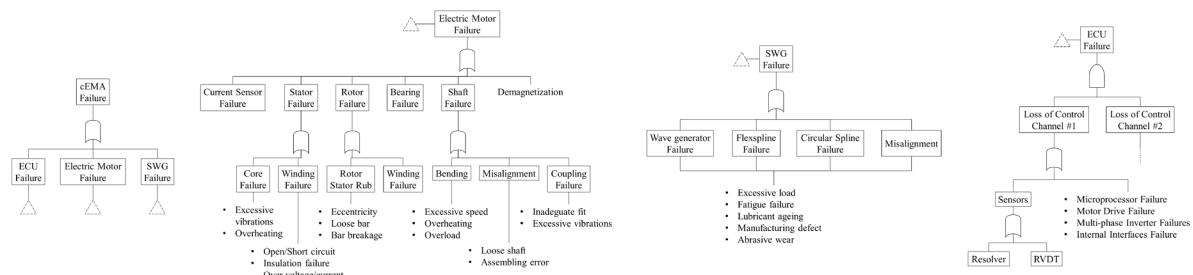 cEMA
Failure
ECU
Failure
Electric Motor
Failure
SWG
Failure
Electric Motor
Failure
Current Sensor
Failure
Stator
Failure
Rotor
Failure
Bearing
Failure
Shaft
Failure
Demagnetization
Core
Failure
Winding
Failure
Rotor
Stator Rub
Winding
Failure
Bending
Misalignment
Coupling
Failure
• Excessive
vibrations
• Overheating
• Open/Short circuit
• Insulation failure
Over voltage/current
• Eccentricity
• Loose bar
• Bar breakage
• Excessive speed
• Overheating
• Overload
• Loose shaft
• Assembling error
• Inadeguate fit
• Excessive vibrations
SWG
Failure
Wave generator
Failure
Flexspline
Failure
Circular Spline
Failure
Misalignment
• Excessive load
• Fatigue failure
• Lubricant ageing
• Manufacturing defect
• Abrasive wear
ECU
Failure
Loss of Control
Channel #1
Loss of Control
Channel #2
Sensors
• Microprocessor Failure
• Motor Drive Failure
• Multi-phase Inverter Failures
• Internal Interfaces Failure
Resolver
RVDT